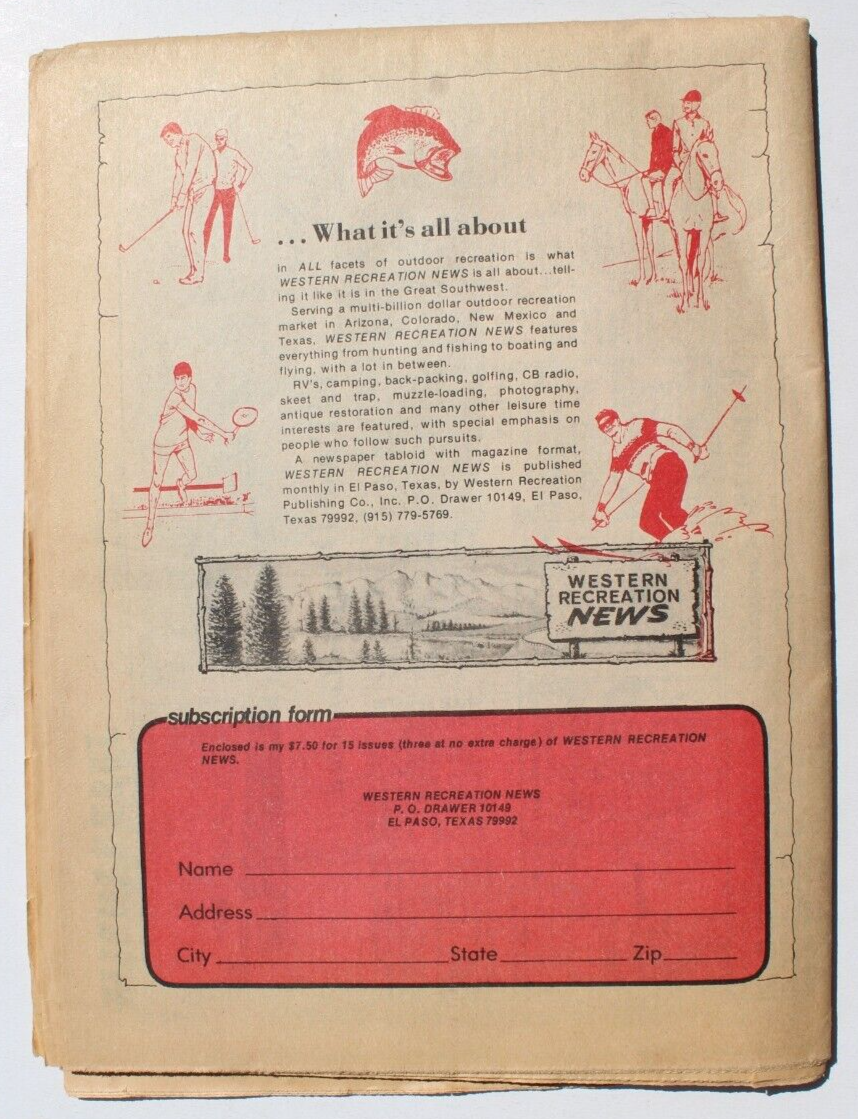 ...What it's all about
in ALL facets of outdoor recreation is what
WESTERN RECREATION NEWS is all about...tell-
ing it like it is in the Great Southwest.
Serving a multi-billion dollar outdoor recreation
market in Arizona, Colorado, New Mexico and
Texas, WESTERN RECREATION NEWS features
everything from hunting and fishing to boating and
flying, with a lot in between.
RV's, camping, back-packing, golfing, CB radio,
skeet and trap, muzzle-loading, photography,
antique restoration and many other leisure time
interests are featured, with special emphasis on
people who follow such pursuits.
A newspaper tabloid with magazine format,
WESTERN RECREATION NEWS is published
monthly in El Paso, Texas, by Western Recreation
Publishing Co., Inc. P.O. Drawer 10149, El Paso,
Texas 79992, (915) 779-5769.
WESTERN
RECREATION
NEWS
subscription form
Enclosed is my $7.50 for 15 issues (three at no extra charge) of WESTERN RECREATION
NEWS.
WESTERN RECREATION NEWS
P. O. DRAWER 10149
EL PASO, TEXAS 79992
Name
Address
City State Zip